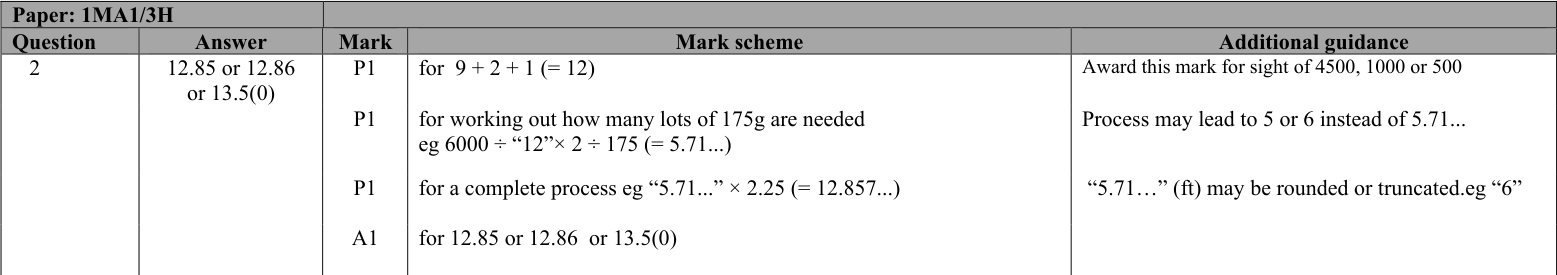 Paper: 1MA1/3H
Question Answer Mark Mark scheme Additional guidance
2 12.85 or 12.86 P1 for 9 + 2 + 1 (= 12) Award this mark for sight of 4500, 1000 or 500
or 13.5(0)
P1 for working out how many lots of 175g are needed Process may lead to 5 or 6 instead of 5.71...
eg 6000 ÷ “12”× 2 ÷ 175 (= 5.71...)
P1 for a complete process eg “5.71...” × 2.25 (= 12.857...) “5.71…” (ft) may be rounded or truncated.eg “6”
A1 for 12.85 or 12.86 or 13.5(0)